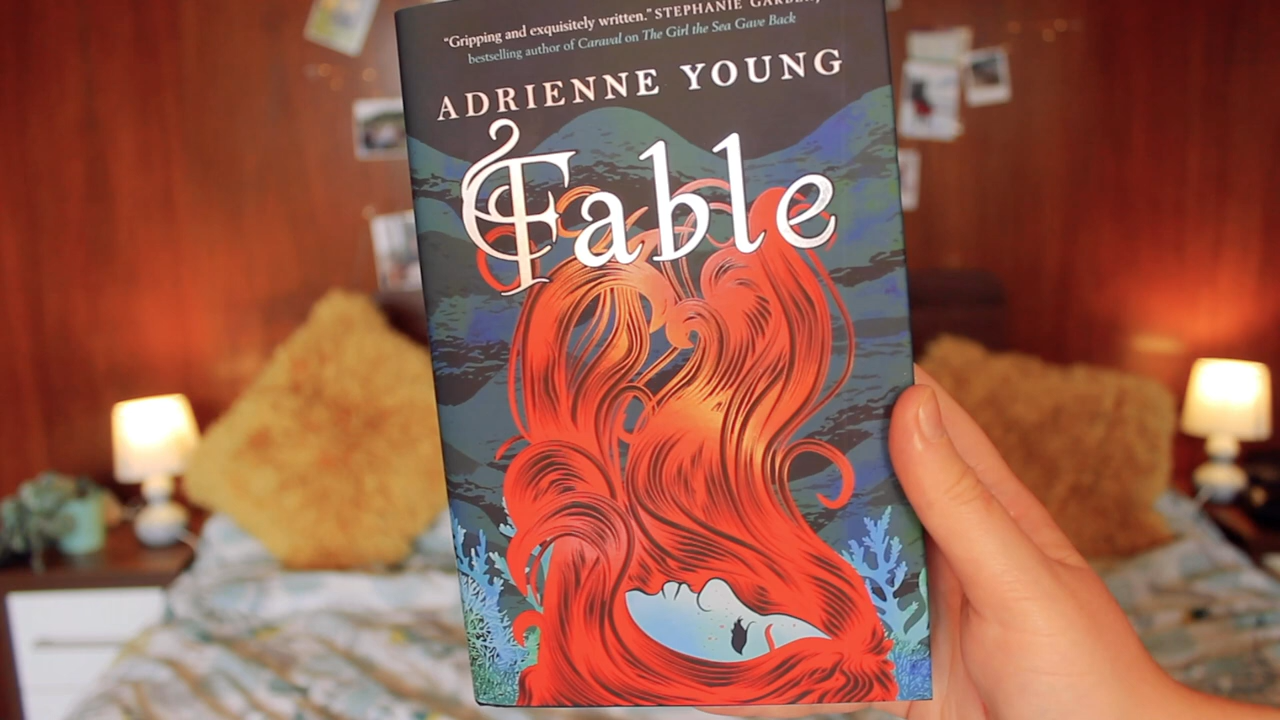 "Gripping and exquisitely written." STEPHANIE
bestselling author of Caraval on The Girl the Sea Gave Back
ADRIENNE YOUNG
Fable